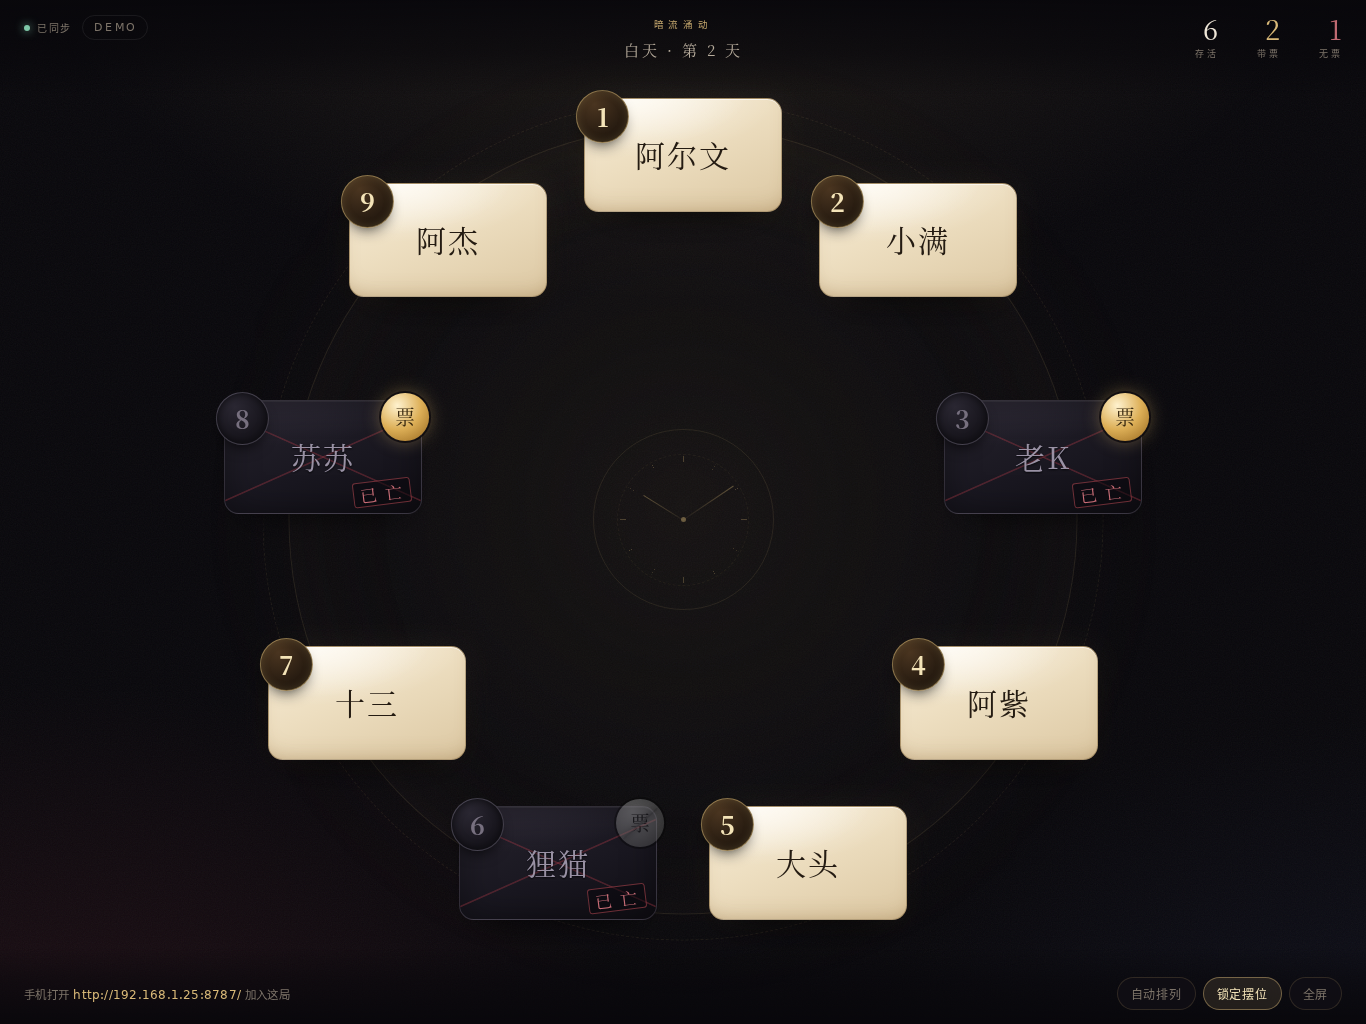 已同步 DEMO
暗流涌动
白天 · 第 2 天
6 2 1
存活 带票 无票
1
阿尔文
9
阿杰
2
小满
8 票
苏苏
已亡
3 票
老K
已亡
7
十三
4
阿紫
6 票
狸猫
已亡
5
大头
手机打开 http://192.168.1.25:8787/ 加入这局
自动排列 锁定摆位 全屏